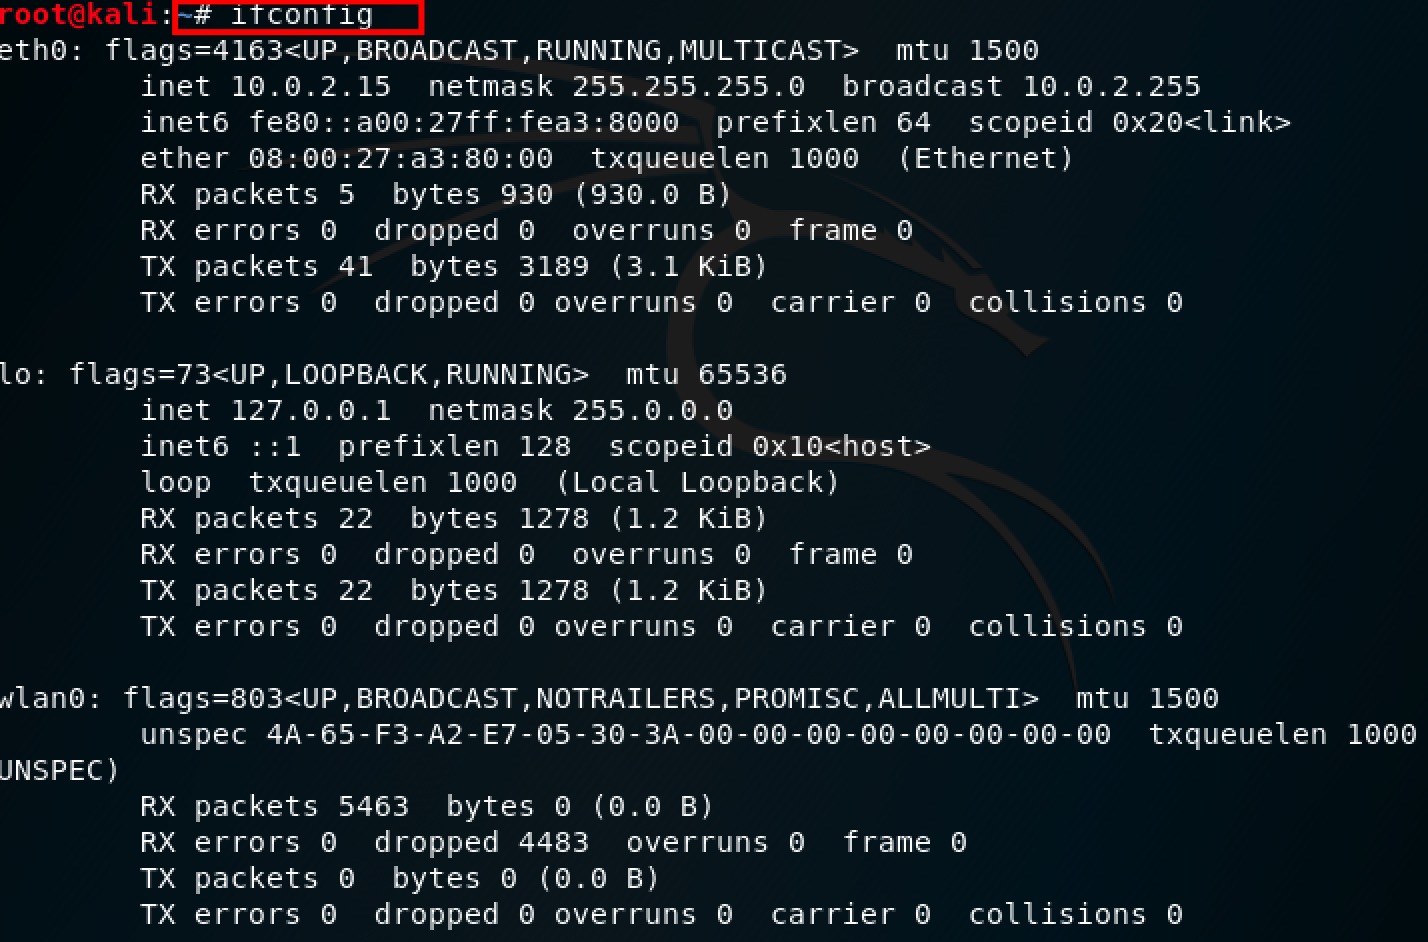 root@kali:~# ifconfig
eth0: flags=4163<UP,BROADCAST,RUNNING,MULTICAST>  mtu 1500
        inet 10.0.2.15  netmask 255.255.255.0  broadcast 10.0.2.255
        inet6 fe80::a00:27ff:fea3:8000  prefixlen 64  scopeid 0x20<link>
        ether 08:00:27:a3:80:00  txqueuelen 1000  (Ethernet)
        RX packets 5  bytes 930 (930.0 B)
        RX errors 0  dropped 0  overruns 0  frame 0
        TX packets 41  bytes 3189 (3.1 KiB)
        TX errors 0  dropped 0 overruns 0  carrier 0  collisions 0

lo: flags=73<UP,LOOPBACK,RUNNING>  mtu 65536
        inet 127.0.0.1  netmask 255.0.0.0
        inet6 ::1  prefixlen 128  scopeid 0x10<host>
        loop  txqueuelen 1000  (Local Loopback)
        RX packets 22  bytes 1278 (1.2 KiB)
        RX errors 0  dropped 0  overruns 0  frame 0
        TX packets 22  bytes 1278 (1.2 KiB)
        TX errors 0  dropped 0 overruns 0  carrier 0  collisions 0

wlan0: flags=803<UP,BROADCAST,NOTRAILERS,PROMISC,ALLMULTI>  mtu 1500
        unspec 4A-65-F3-A2-E7-05-30-3A-00-00-00-00-00-00-00-00  txqueuelen 1000
UNSPEC)
        RX packets 5463  bytes 0 (0.0 B)
        RX errors 0  dropped 4483  overruns 0  frame 0
        TX packets 0  bytes 0 (0.0 B)
        TX errors 0  dropped 0 overruns 0  carrier 0  collisions 0